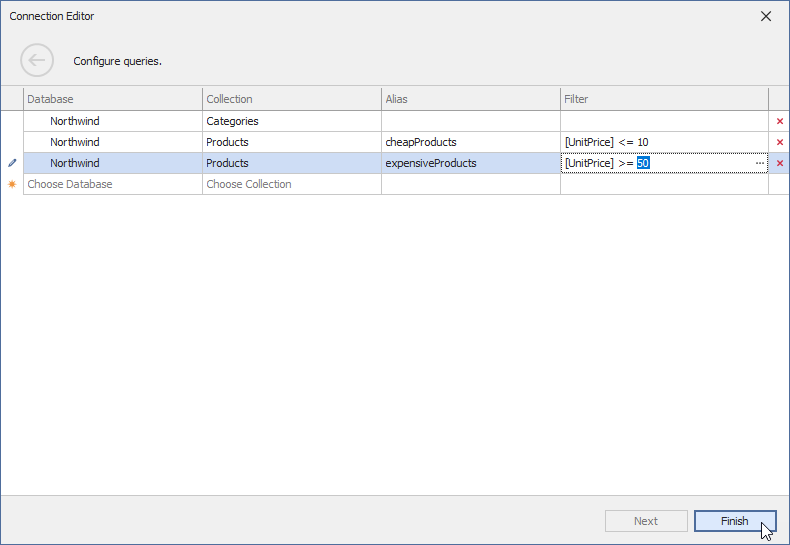 Connection Editor
Configure queries.
Database Collection Alias Filter
Northwind Categories
Northwind Products cheapProducts [UnitPrice] <= 10
Northwind Products expensiveProducts [UnitPrice] >= 50 ...
Choose Database Choose Collection
Next Finish